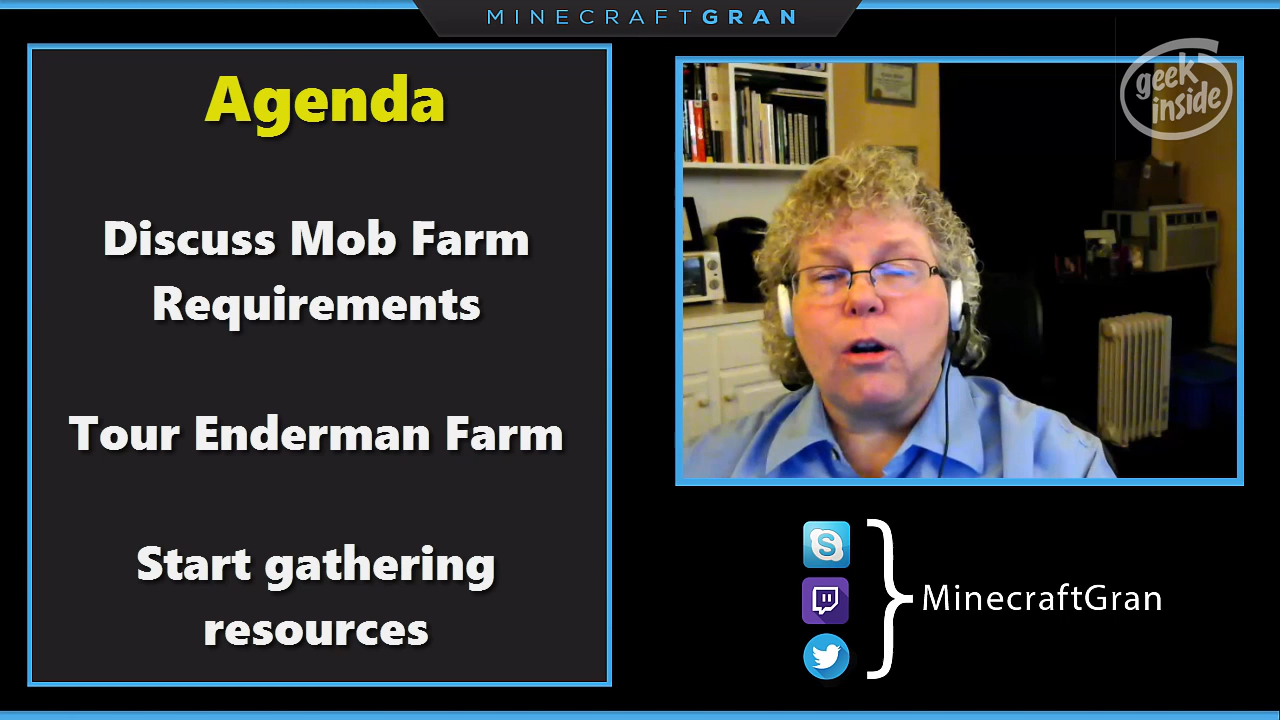 MINECRAFTGRAN
Agenda
Discuss Mob Farm
Requirements
Tour Enderman Farm
Start gathering
resources
geek
inside
MinecraftGran